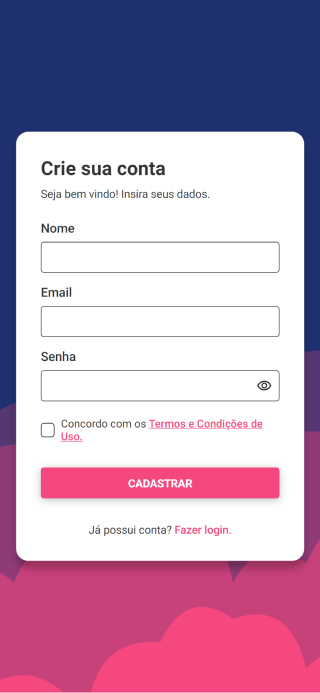 Crie sua conta
Seja bem vindo! Insira seus dados.
Nome
Email
Senha
Concordo com os Termos e Condições de
Uso.
CADASTRAR
Já possui conta? Fazer login.